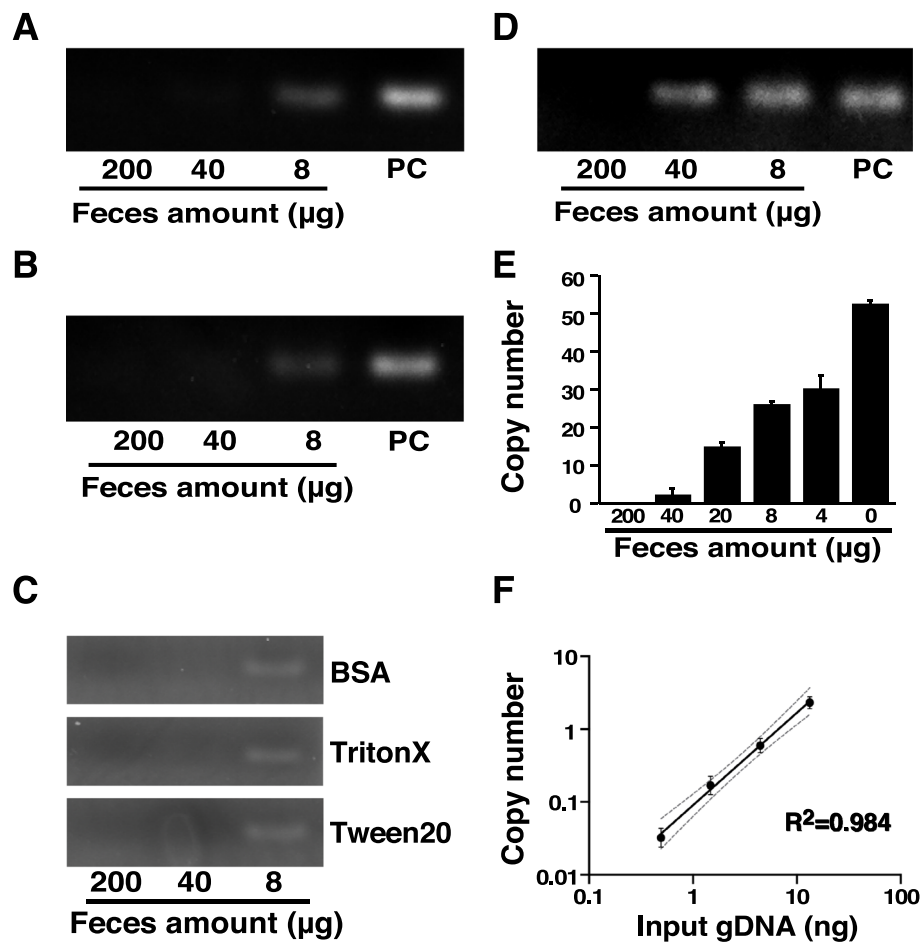 A
200 40 8 PC
Feces amount (µg)
B
200 40 8 PC
Feces amount (µg)
C
BSA
TritonX
Tween20
200 40 8
Feces amount (µg)
D
200 40 8 PC
Feces amount (µg)
E
Copy number
60
50
40
30
20
10
0
200 40 20 8 4 0
Feces amount (µg)
F
Copy number
10
1
0.1
0.01
R²=0.984
0.1 1 10 100
Input gDNA (ng)